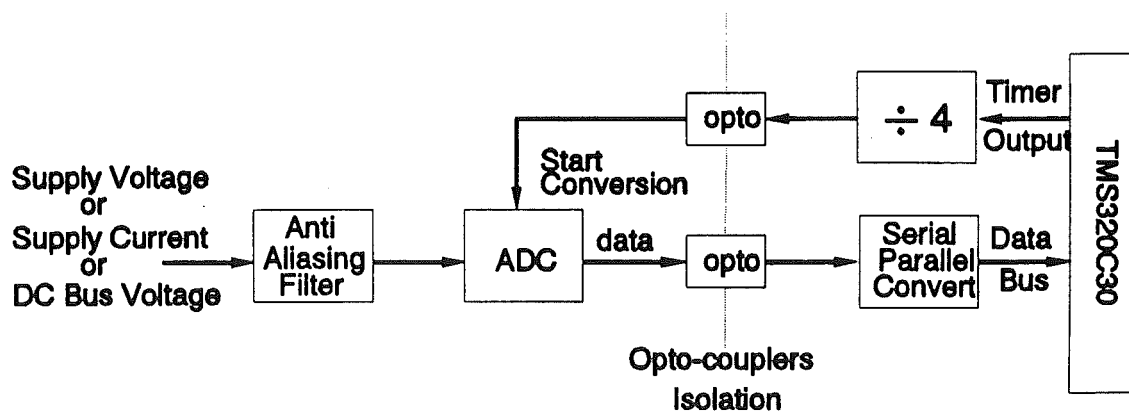 opto
÷ 4
Timer
Output
TMS320C30
Start
Conversion
Supply Voltage
or
Supply Current
or
DC Bus Voltage
Anti
Aliasing
Filter
ADC
data
opto
Serial
Parallel
Convert
Data
Bus
Opto-couplers
Isolation